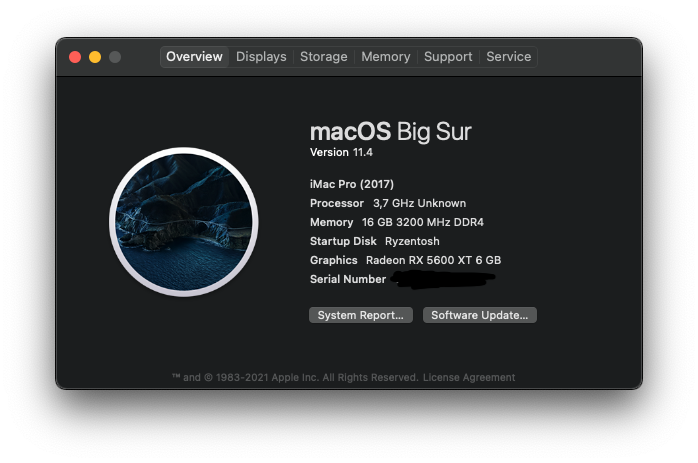 Overview Displays Storage Memory Support Service
macOS Big Sur
Version 11.4
iMac Pro (2017)
Processor 3,7 GHz Unknown
Memory 16 GB 3200 MHz DDR4
Startup Disk Ryzentosh
Graphics Radeon RX 5600 XT 6 GB
Serial Number
System Report... Software Update...
™ and © 1983-2021 Apple Inc. All Rights Reserved. License Agreement